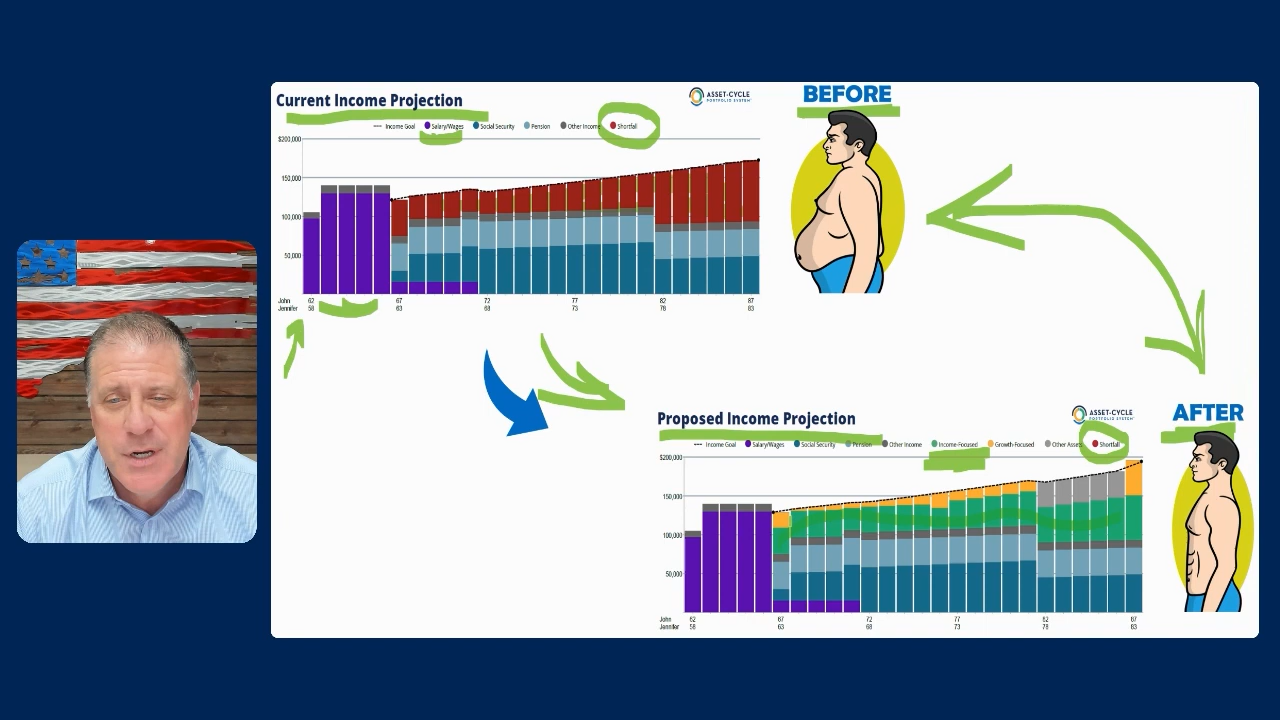 Current Income Projection
ASSET-CYCLE
PORTFOLIO SYSTEM
BEFORE
Income Goal Salary/Wages Social Security Pension Other Income Shortfall
$200,000
150,000
100,000
50,000
John 62 67 72 77 82 87
Jennifer 58 63 68 73 78 83
Proposed Income Projection
ASSET-CYCLE
PORTFOLIO SYSTEM
AFTER
Income Goal Salary/Wages Social Security Pension Other Income Income-Focused Growth-Focused Other Assets Shortfall
$200,000
150,000
100,000
50,000
John 62 67 72 77 82 87
Jennifer 58 63 68 73 78 83